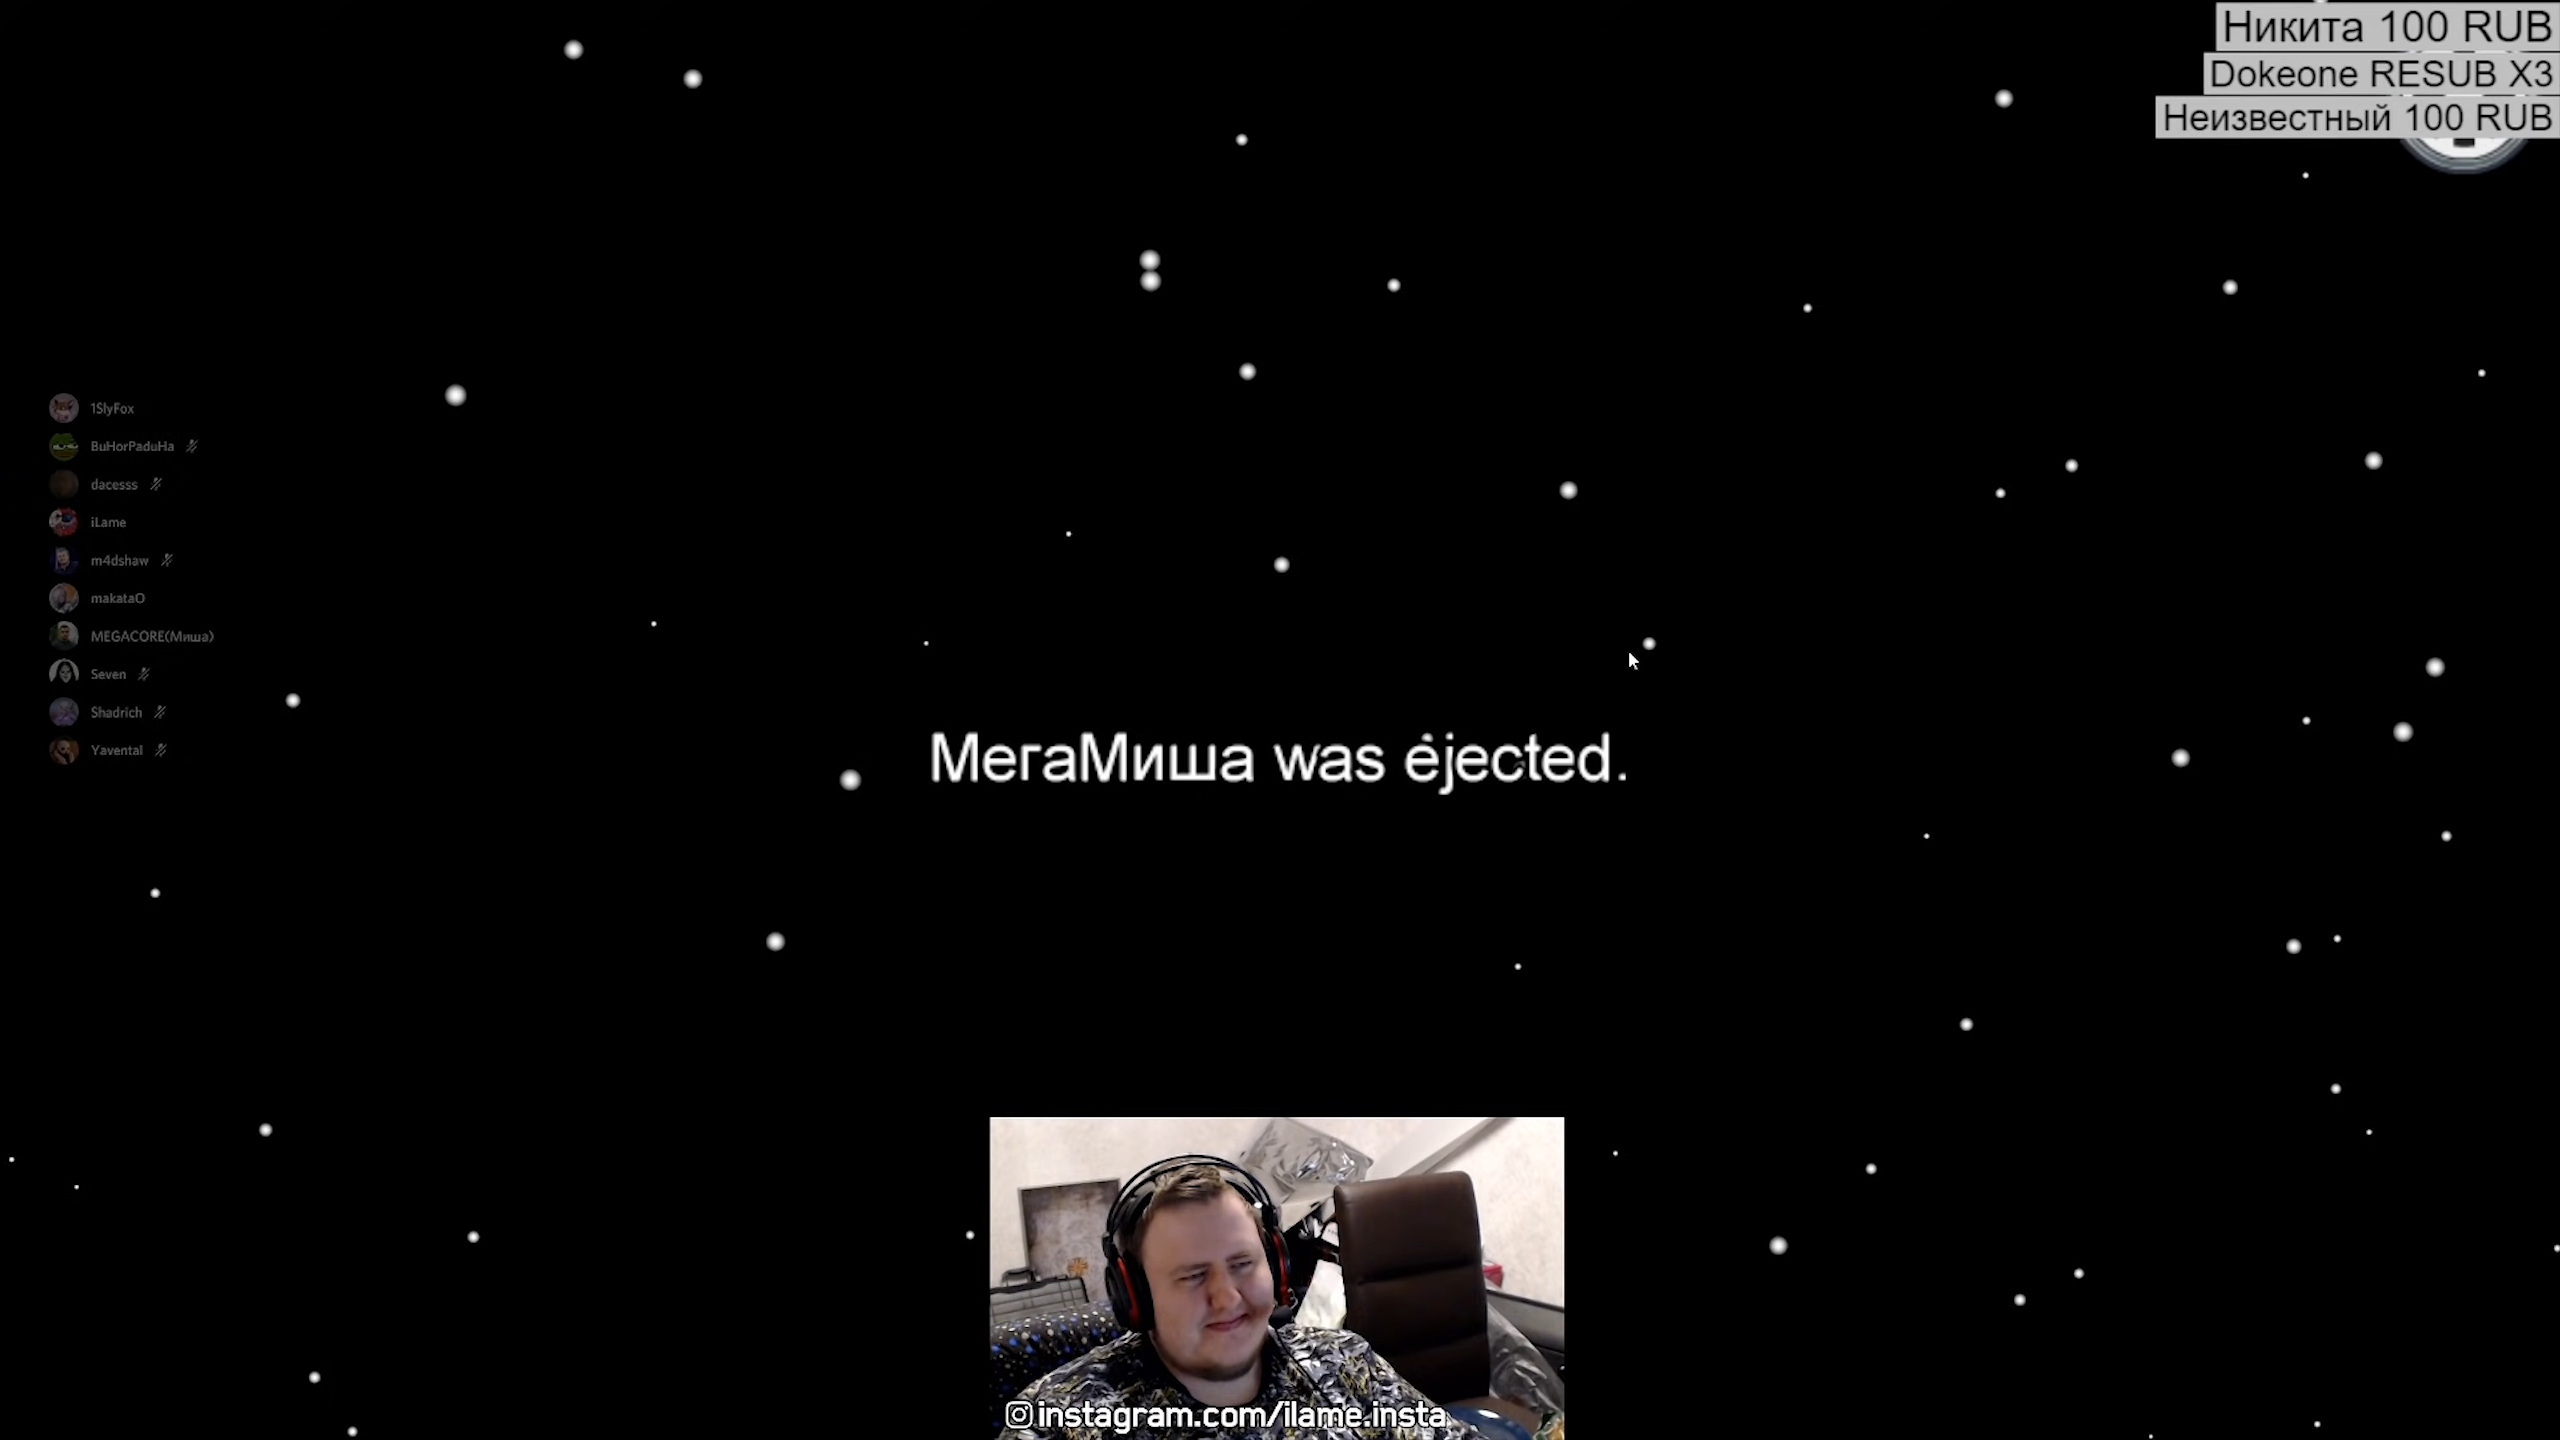 Никита 100 RUB
Dokeone RESUB X3
Неизвестный 100 RUB
1SlyFox
BuHorPaduHa
dacesss
iLame
m4dshaw
makataO
MEGACORE(Миша)
Seven
Shadrich
Yavental
МегаМиша was ejected.
instagram.com/ilame.insta